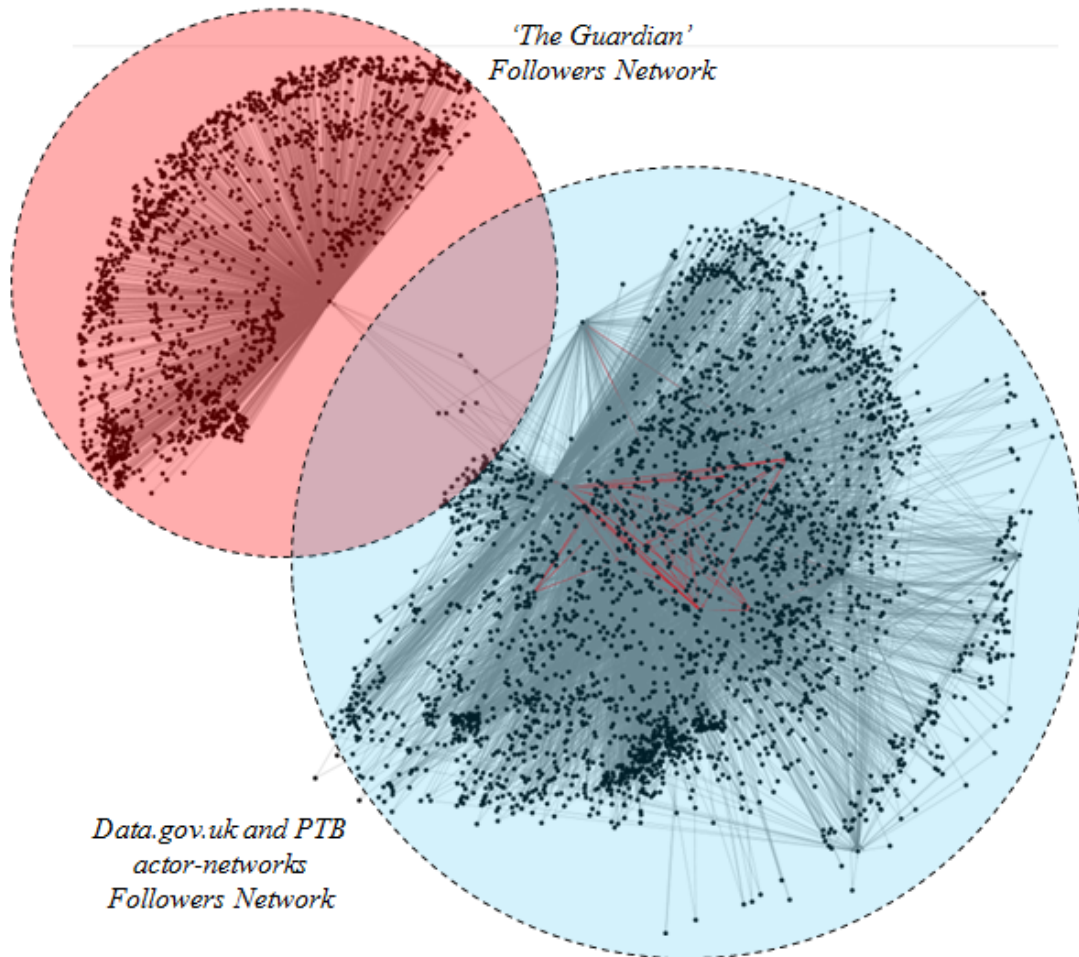 ‘The Guardian’
Followers Network
Data.gov.uk and PTB
actor-networks
Followers Network